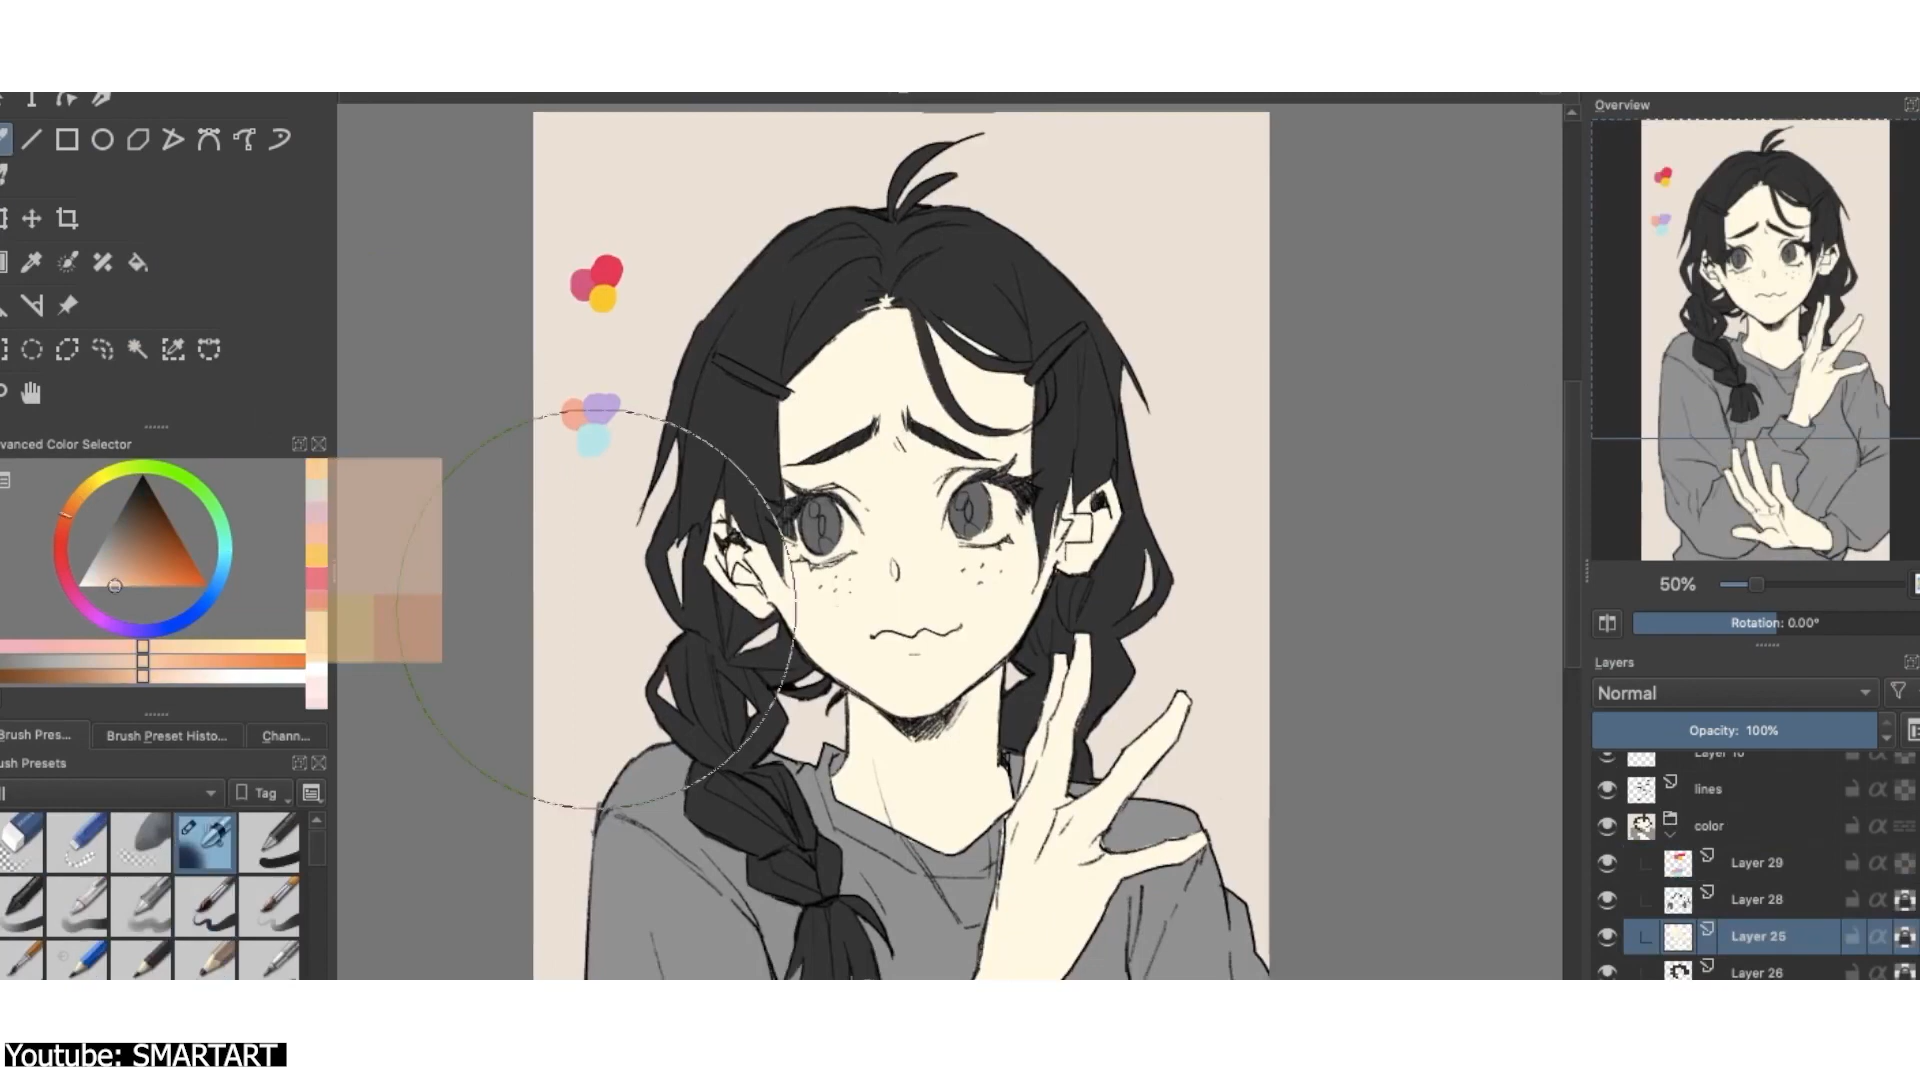 Overview
vanced Color Selector
50%
Rotation: 0.00°
Layers
Normal
Opacity: 100%
Brush Pres...
Brush Preset Histo...
Chann...
ush Presets
Tag
Layer 10
lines
color
Layer 29
Layer 28
Layer 25
Layer 26
Youtube: SMARTART